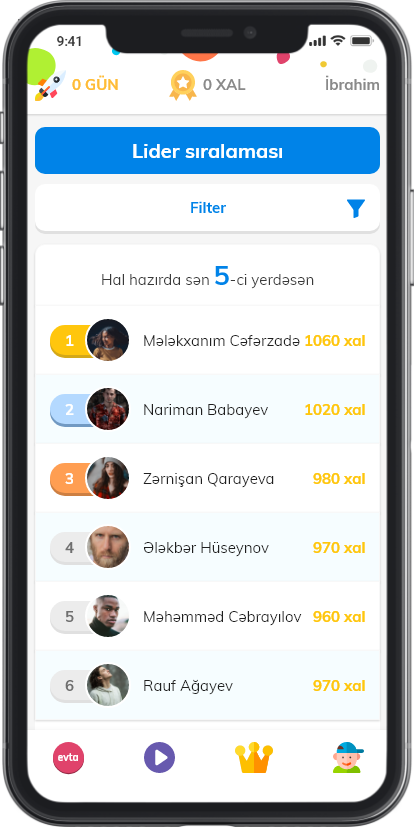 9:41
0 GÜN 0 XAL İbrahim
Lider sıralaması
Filter
Hal hazırda sən 5-ci yerdəsən
1 Mələkxanım Cəfərzadə 1060 xal
2 Nariman Babayev 1020 xal
3 Zərnişan Qarayeva 980 xal
4 Ələkbər Hüseynov 970 xal
5 Məhəmməd Cəbrayılov 960 xal
6 Rauf Ağayev 970 xal
evta